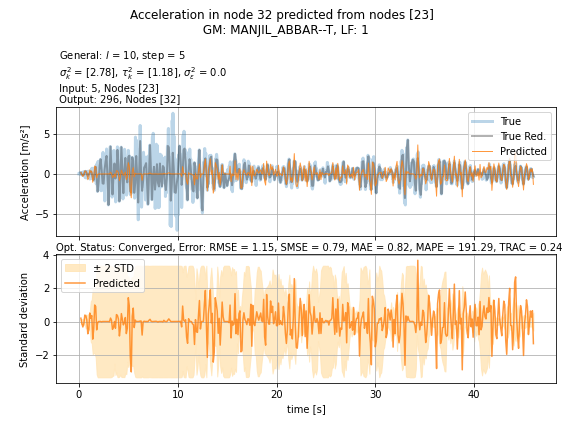 Acceleration in node 32 predicted from nodes [23]
GM: MANJIL_ABBAR--T, LF: 1
General: l = 10, step = 5
σ²ₖ = [2.78], τ²ₖ = [1.18], σ²ε = 0.0
Input: 5, Nodes [23]
Output: 296, Nodes [32]
Acceleration [m/s²]
5
0
−5
True
True Red.
Predicted
Opt. Status: Converged, Error: RMSE = 1.15, SMSE = 0.79, MAE = 0.82, MAPE = 191.29, TRAC = 0.24
Standard deviation
4
2
0
−2
± 2 STD
Predicted
0 10 20 30 40
time [s]